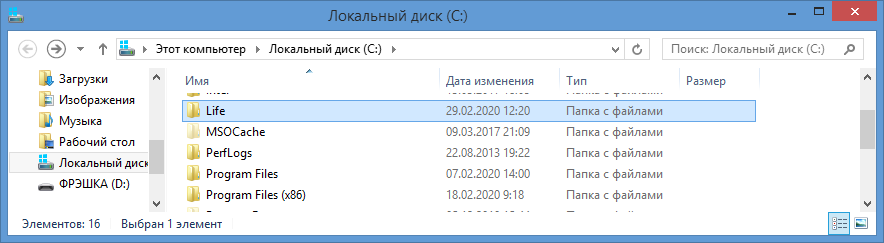 Локальный диск (C:)
Этот компьютер Локальный диск (C:) Поиск: Локальный диск (C:)
Загрузки Имя Дата изменения Тип Размер
Изображения Life 29.02.2020 12:20 Папка с файлами
Музыка MSOCache 09.03.2017 21:09 Папка с файлами
Рабочий стол PerfLogs 22.08.2013 19:22 Папка с файлами
Локальный диск Program Files 07.02.2020 14:00 Папка с файлами
ФРЭШКА (D:) Program Files (x86) 18.02.2020 9:18 Папка с файлами
Элементов: 16 Выбран 1 элемент